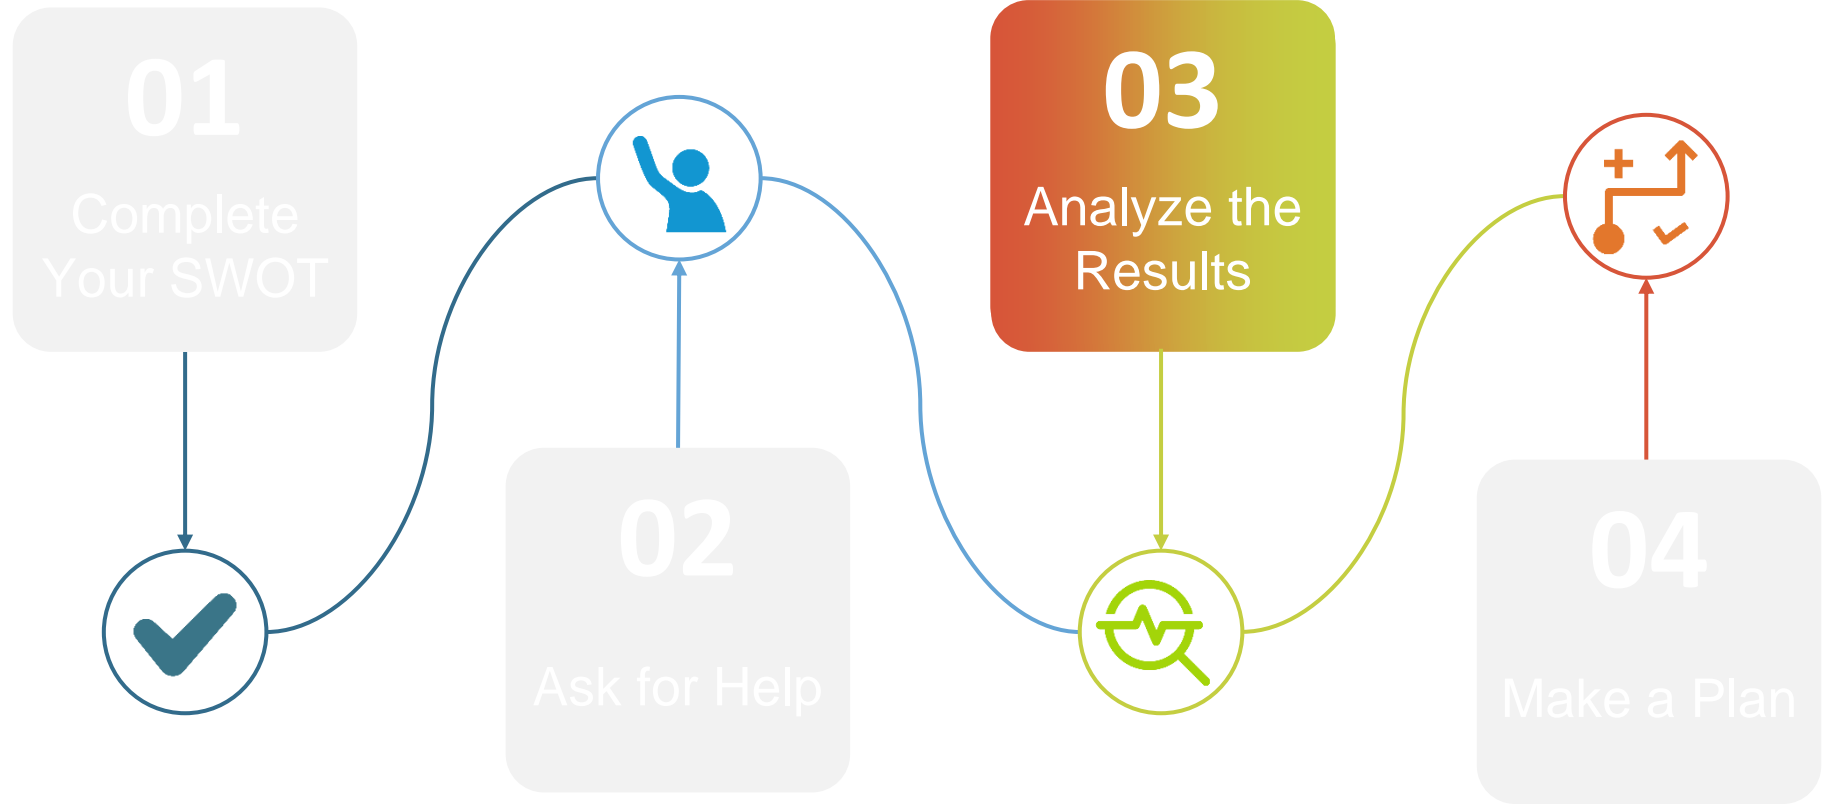 01
Complete
Your SWOT
02
Ask for Help
03
Analyze the
Results
04
Make a Plan